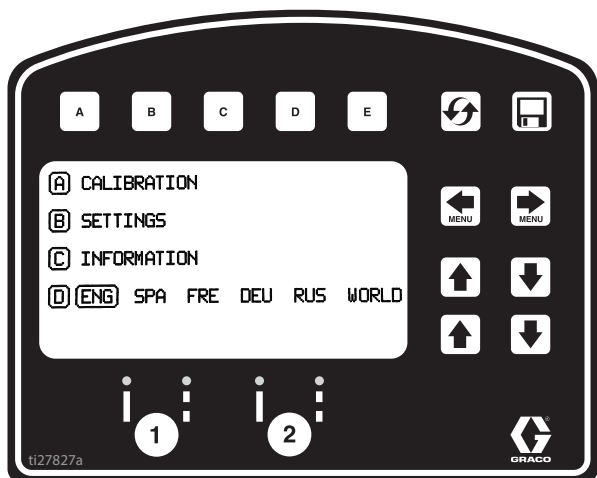 A B C D E
A CALIBRATION
MENU MENU
B SETTINGS
C INFORMATION
D ENG SPA FRE DEU RUS WORLD
1 2
GRACO
ti27827a